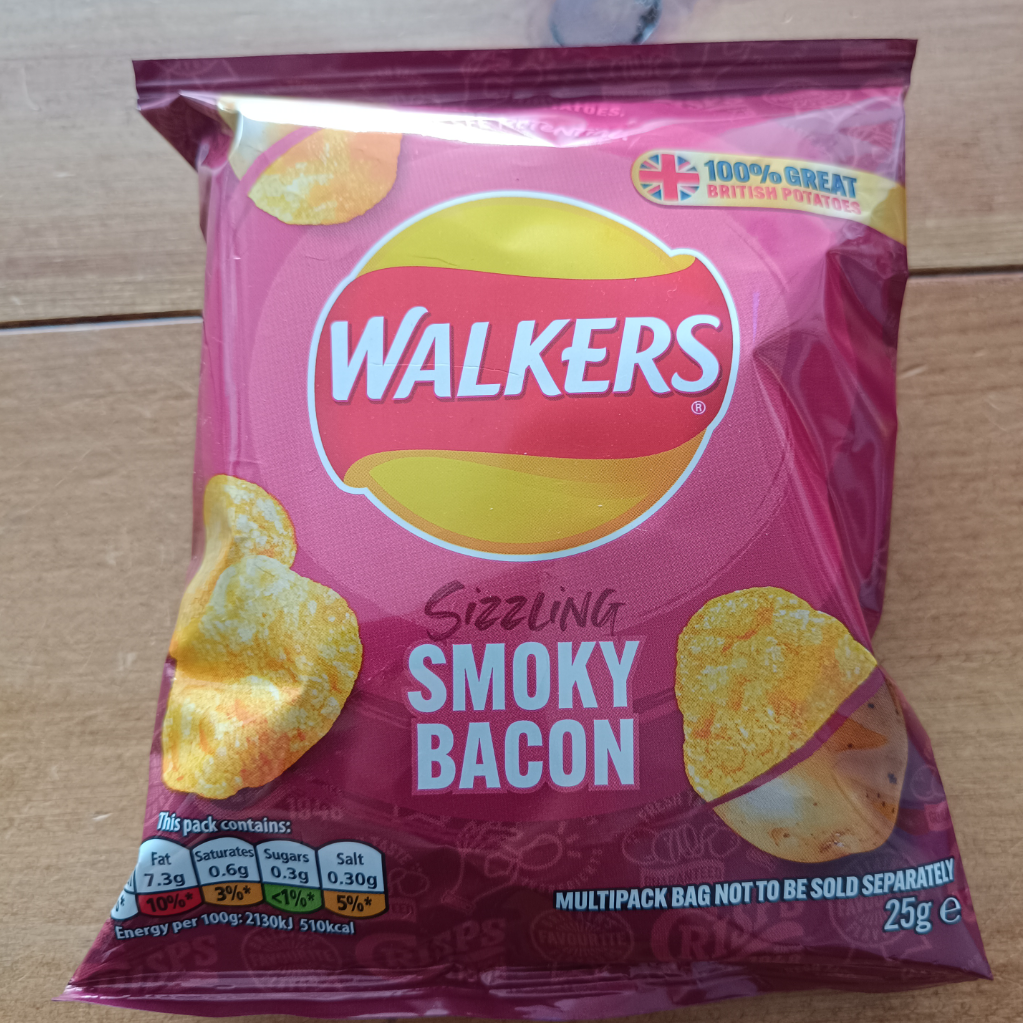 100% GREAT
BRITISH POTATOES
WALKERS
®
SIZZLING
SMOKY
BACON
This pack contains:
Fat
7.3g
10%*
Saturates
0.6g
3%*
Sugars
0.3g
<1%*
Salt
0.30g
5%*
Energy per 100g: 2130kJ 510kcal
MULTIPACK BAG NOT TO BE SOLD SEPARATELY
25g e